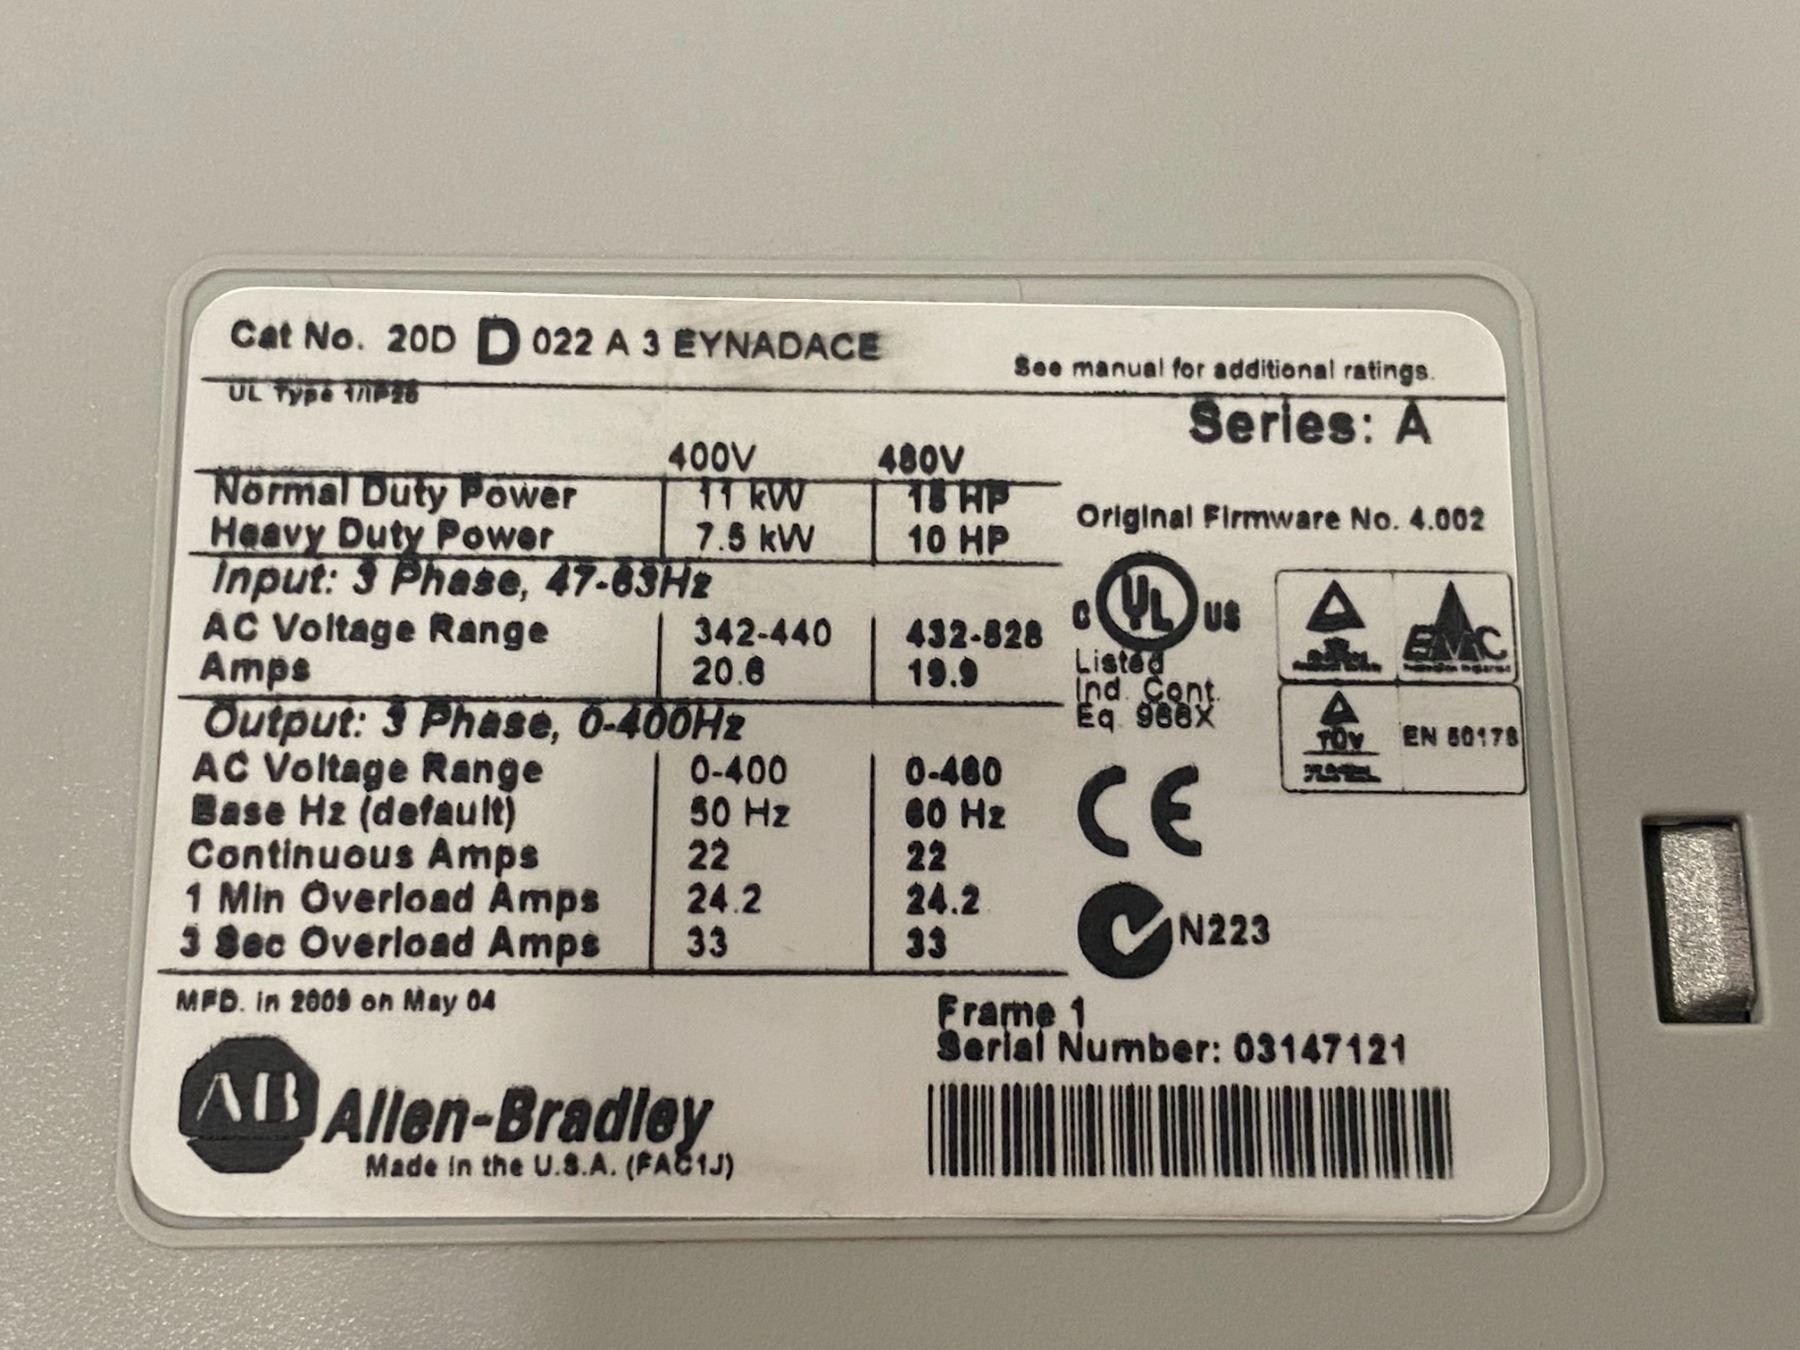 Cat No. 20D D 022 A 3 EYNADACE
See manual for additional ratings.
UL Type 1/IP20
Series: A
400V 480V
Normal Duty Power 11 kW 15 HP
Heavy Duty Power 7.5 kW 10 HP
Original Firmware No. 4.002
Input: 3 Phase, 47-63Hz
AC Voltage Range 342-440 432-528
Amps 20.6 19.9
C UL US
Listed
Ind. Cont.
Eq. 966X
EMC
TÜV
EN 50178
Output: 3 Phase, 0-400Hz
AC Voltage Range 0-400 0-460
Base Hz (default) 50 Hz 60 Hz
Continuous Amps 22 22
1 Min Overload Amps 24.2 24.2
3 Sec Overload Amps 33 33
CE
N223
MFD. in 2009 on May 04
Frame 1
Serial Number: 03147121
AB Allen-Bradley
Made in the U.S.A. (FAC1J)